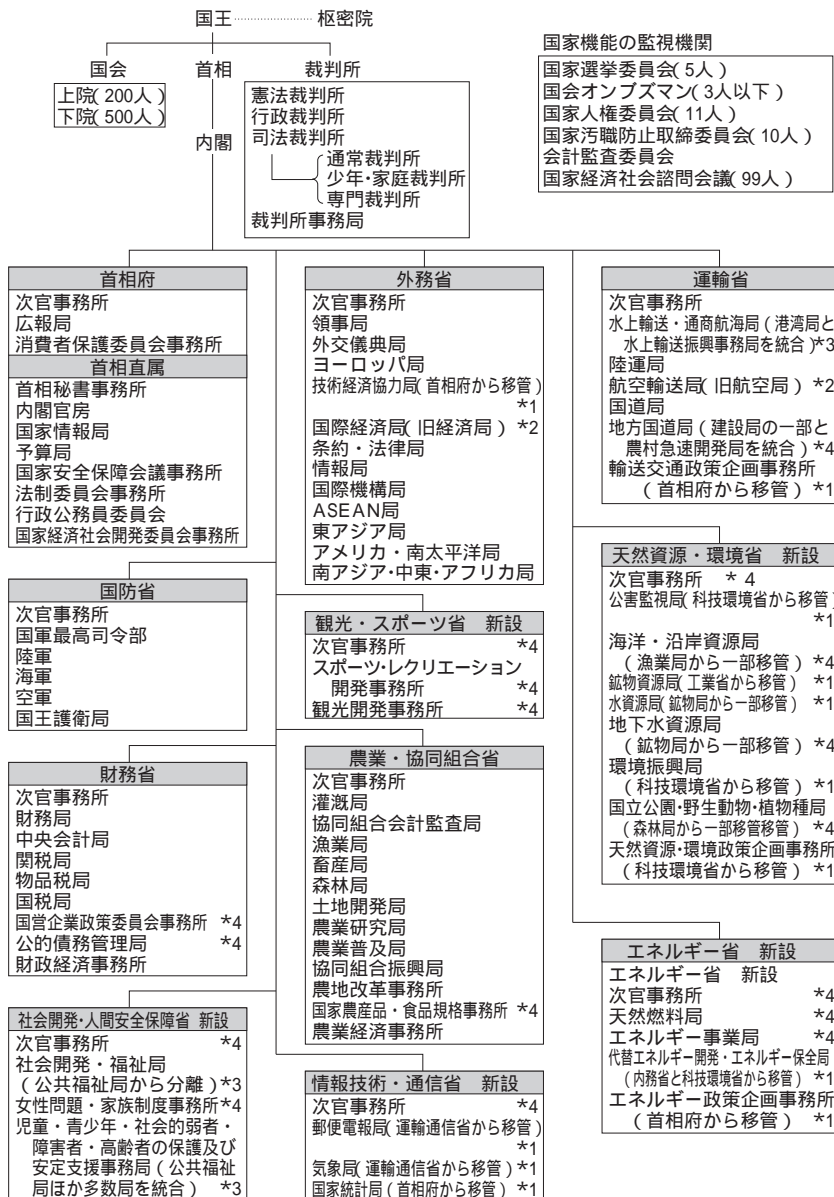 国王 枢密院
国会 首相 裁判所
上院(200人)
下院(500人)
内閣
憲法裁判所
行政裁判所
司法裁判所
通常裁判所
少年・家庭裁判所
専門裁判所
裁判所事務局
国家機能の監視機関
国家選挙委員会(5人)
国会オンブズマン(3人以下)
国家人権委員会(11人)
国家汚職防止取締委員会(10人)
会計監査委員会
国家経済社会諮問会議(99人)
首相府
次官事務所
広報局
消費者保護委員会事務所
首相直属
首相秘書事務所
内閣官房
国家情報局
予算局
国家安全保障会議事務所
法制委員会事務所
行政公務員委員会
国家経済社会開発委員会事務所
国防省
次官事務所
国軍最高司令部
陸軍
海軍
空軍
国王護衛局
財務省
次官事務所
財務局
中央会計局
関税局
物品税局
国税局
国営企業政策委員会事務所 *4
公的債務管理局 *4
財政経済事務所
社会開発・人間安全保障省 新設
次官事務所 *4
社会開発・福祉局
(公共福祉局から分離)*3
女性問題・家族制度事務所*4
児童・青少年・社会的弱者・
障害者・高齢者の保護及び
安定支援事務局(公共福祉
局ほか多数局を統合) *3
外務省
次官事務所
領事局
外交儀典局
ヨーロッパ局
技術経済協力局(首相府から移管)
*1
国際経済局(旧経済局) *2
条約・法律局
情報局
国際機構局
ASEAN局
東アジア局
アメリカ・南太平洋局
南アジア・中東・アフリカ局
観光・スポーツ省 新設
次官事務所 *4
スポーツ・レクリエーション
開発事務所 *4
観光開発事務所 *4
農業・協同組合省
次官事務所
灌漑局
協同組合会計監査局
漁業局
畜産局
森林局
土地開発局
農業研究局
農業普及局
協同組合振興局
農地改革事務所
国家農産品・食品規格事務所 *4
農業経済事務所
情報技術・通信省 新設
次官事務所 *4
郵便電報局(運輸通信省から移管)
*1
気象局(運輸通信省から移管)*1
国家統計局(首相府から移管) *1
運輸省
次官事務所
水上輸送・通商航海局(港湾局と
水上輸送振興事務局を統合)*3
陸運局
航空輸送局(旧航空局) *2
国道局
地方国道局(建設局の一部と
農村急速開発局を統合)*4
輸送交通政策企画事務所
(首相府から移管) *1
天然資源・環境省 新設
次官事務所 *4
公害監視局(科技環境省から移管)
*1
海洋・沿岸資源局
(漁業局から一部移管) *4
鉱物資源局(工業省から移管) *1
水資源局(鉱物局から一部移管) *1
地下水資源局
(鉱物局から一部移管) *4
環境振興局
(科技環境省から移管) *1
国立公園・野生動物・植物種局
(森林局から一部移管移管) *4
天然資源・環境政策企画事務所
(科技環境省から移管) *1
エネルギー省 新設
エネルギー省 新設
次官事務所 *4
天然燃料局 *4
エネルギー事業局 *4
代替エネルギー開発・エネルギー保全局
(内務省と科技環境省から移管) *1
エネルギー政策企画事務所
(首相府から移管) *1